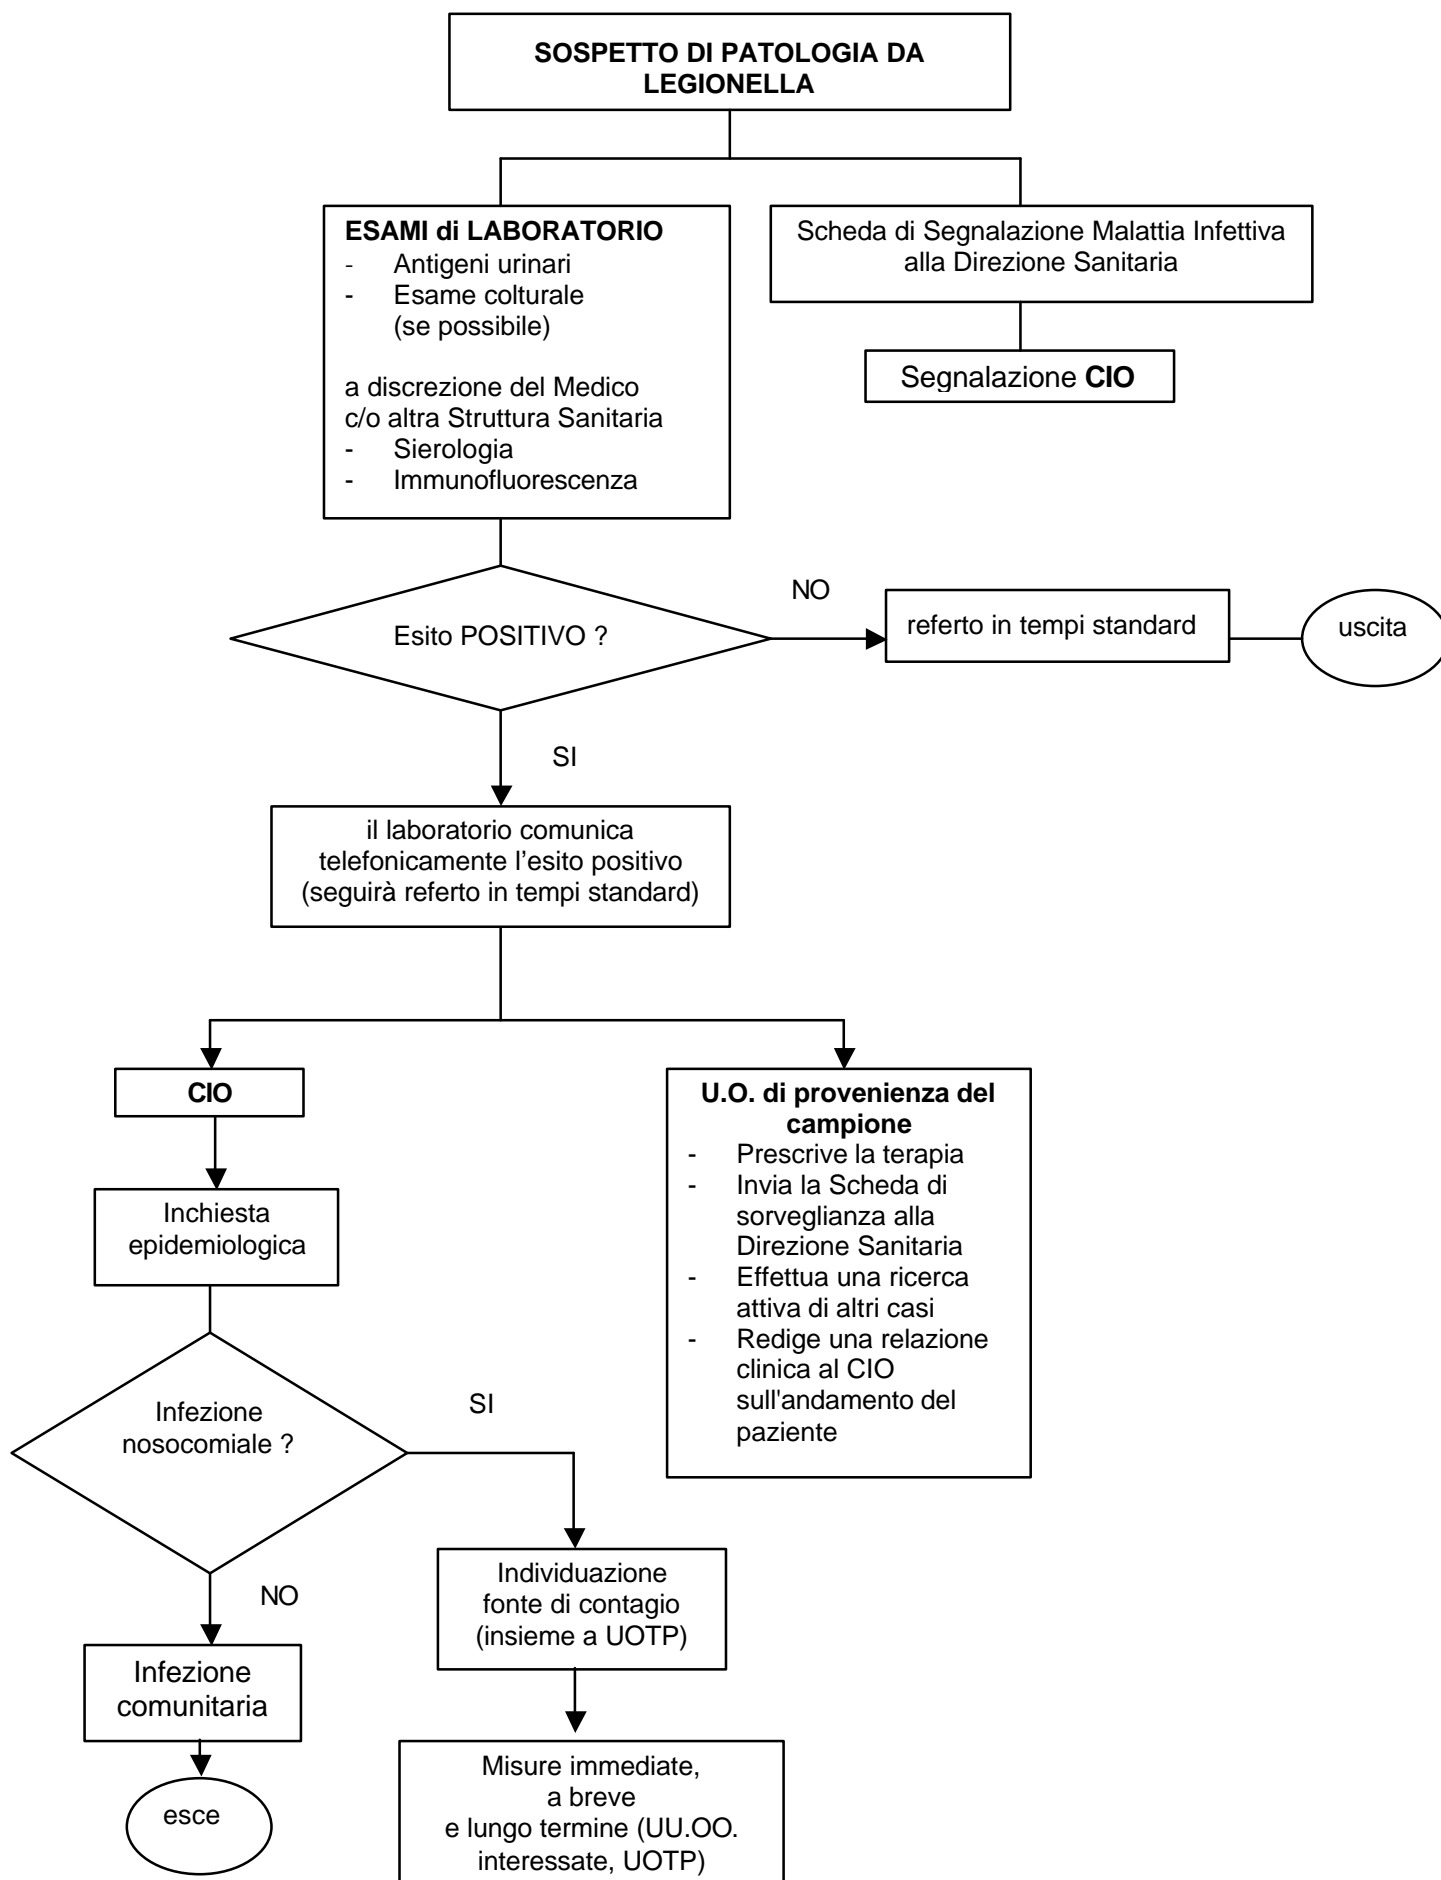 SOSPETTO DI PATOLOGIA DA
LEGIONELLA
ESAMI di LABORATORIO
- Antigeni urinari
- Esame colturale
(se possibile)
a discrezione del Medico
c/o altra Struttura Sanitaria
- Sierologia
- Immunofluorescenza
Scheda di Segnalazione Malattia Infettiva
alla Direzione Sanitaria
Segnalazione CIO
Esito POSITIVO ?
NO
referto in tempi standard
uscita
SI
il laboratorio comunica
telefonicamente l’esito positivo
(seguirà referto in tempi standard)
CIO
Inchiesta
epidemiologica
U.O. di provenienza del
campione
- Prescrive la terapia
- Invia la Scheda di
sorveglianza alla
Direzione Sanitaria
- Effettua una ricerca
attiva di altri casi
- Redige una relazione
clinica al CIO
sull'andamento del
paziente
Infezione
nosocomiale ?
SI
NO
Individuazione
fonte di contagio
(insieme a UOTP)
Infezione
comunitaria
esce
Misure immediate,
a breve
e lungo termine (UU.OO.
interessate, UOTP)